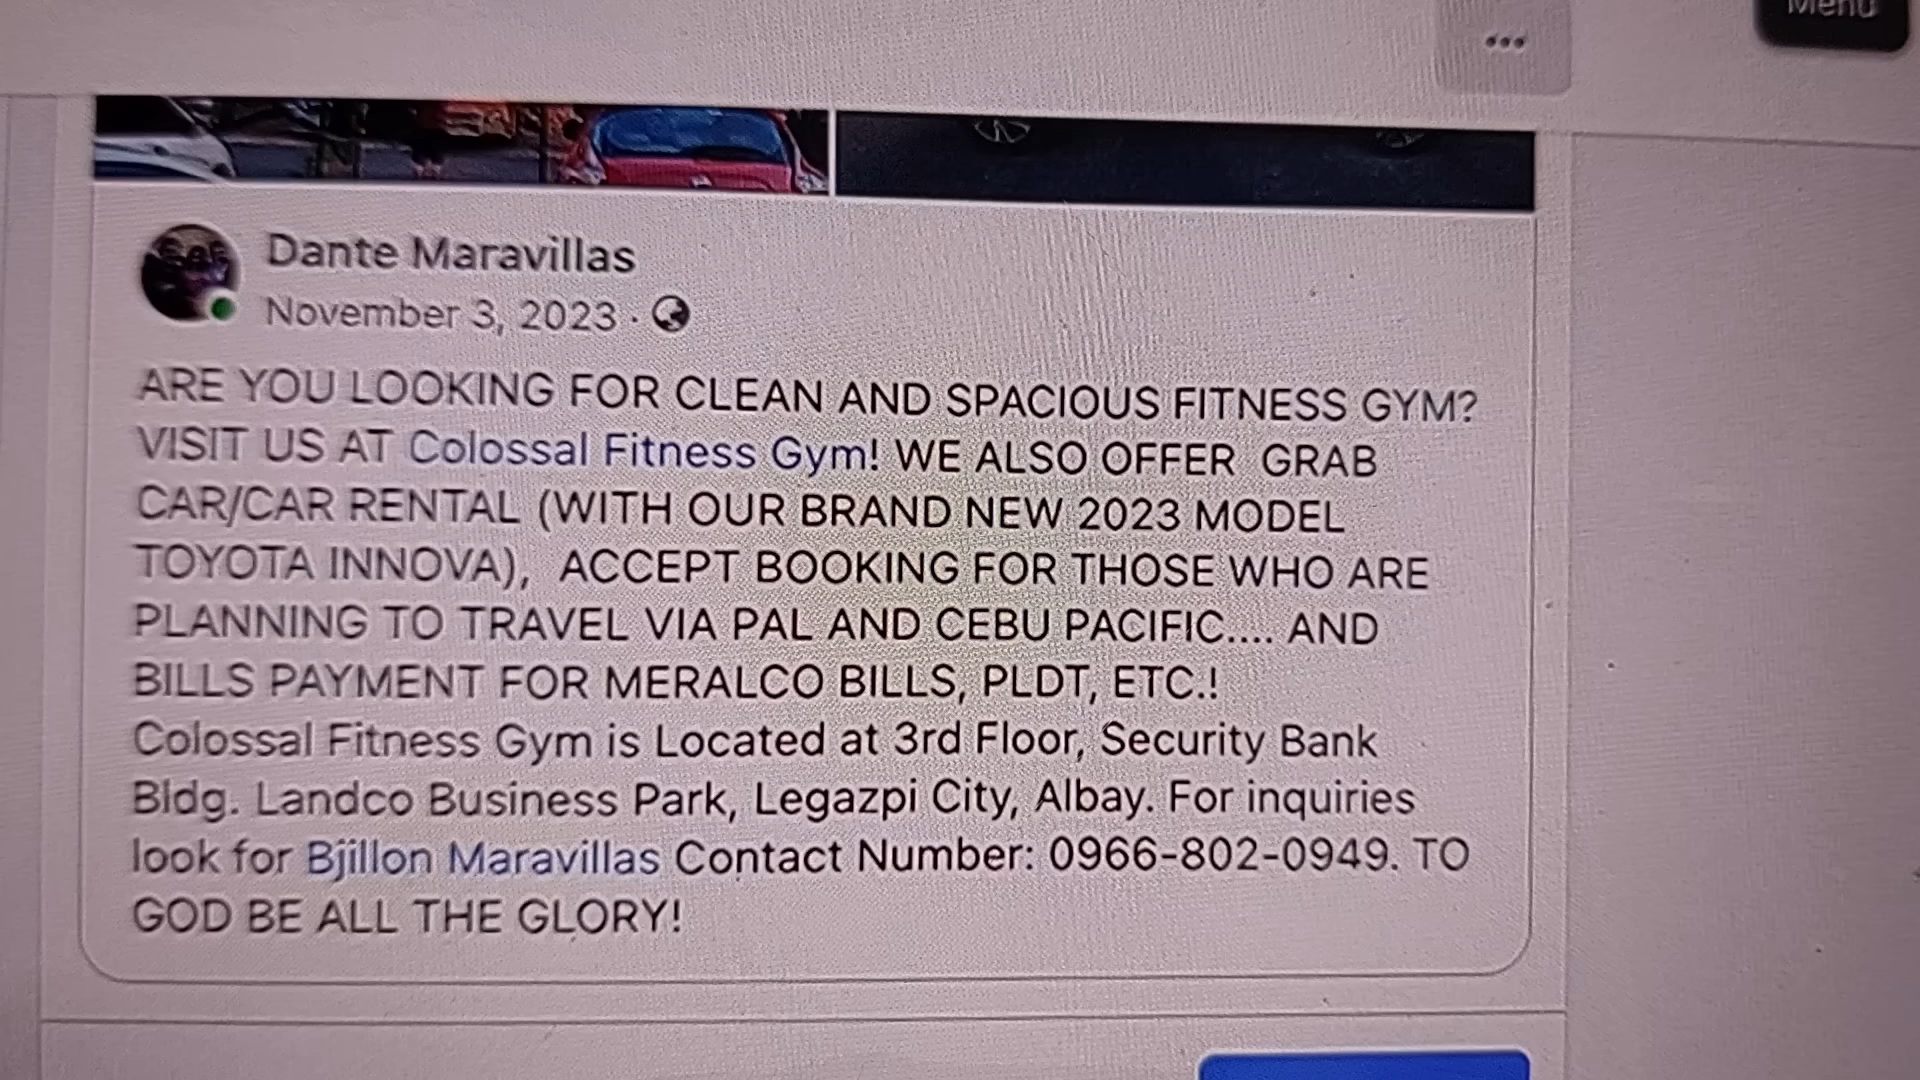 Menu
Dante Maravillas
November 3, 2023 ·
ARE YOU LOOKING FOR CLEAN AND SPACIOUS FITNESS GYM?
VISIT US AT Colossal Fitness Gym! WE ALSO OFFER GRAB
CAR/CAR RENTAL (WITH OUR BRAND NEW 2023 MODEL
TOYOTA INNOVA), ACCEPT BOOKING FOR THOSE WHO ARE
PLANNING TO TRAVEL VIA PAL AND CEBU PACIFIC.... AND
BILLS PAYMENT FOR MERALCO BILLS, PLDT, ETC.!
Colossal Fitness Gym is Located at 3rd Floor, Security Bank
Bldg. Landco Business Park, Legazpi City, Albay. For inquiries
look for Bjillon Maravillas Contact Number: 0966-802-0949. TO
GOD BE ALL THE GLORY!